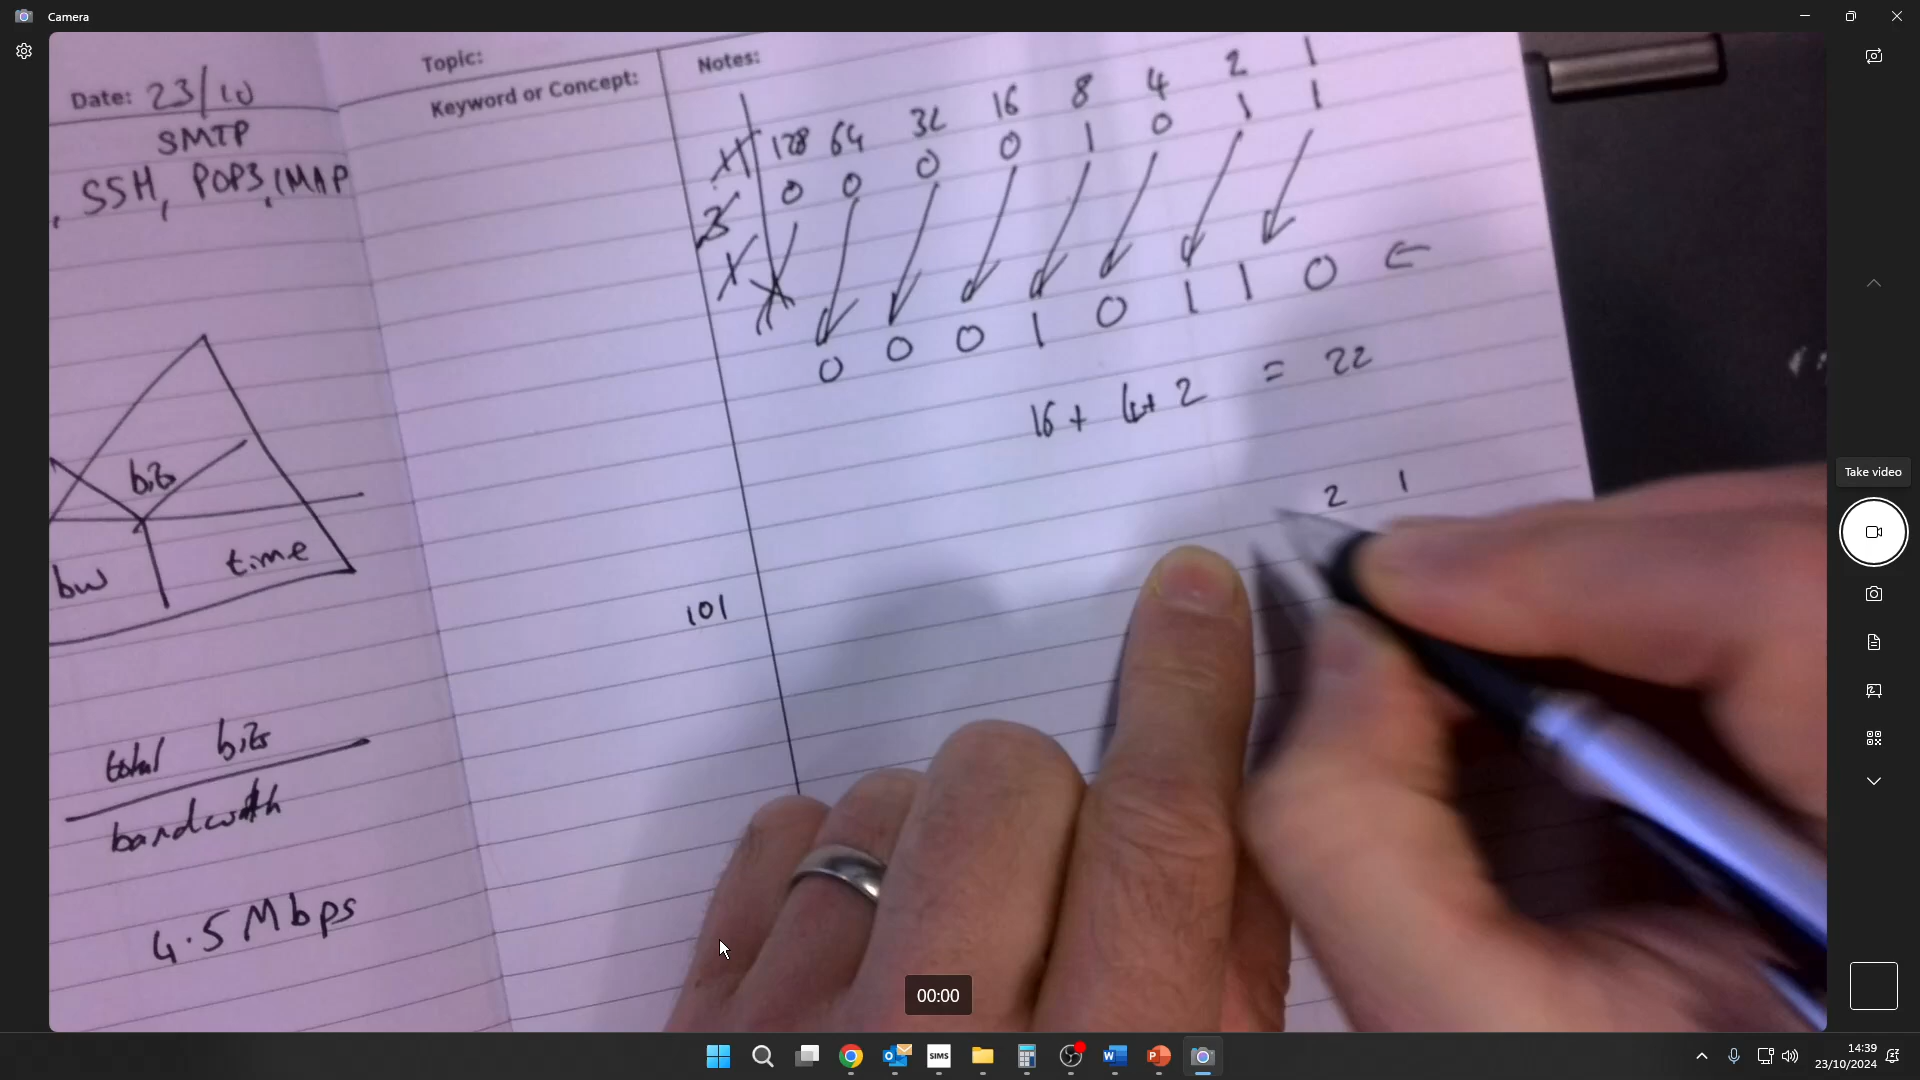 Camera
Date: 23/10
SMTP
SSH, POP3, IMAP
bits
bw time
total bits
bandwidth
4.5 Mbps
Topic:
Keyword or Concept:
Notes:
128 64 32 16 8 4 2 1
0 0 0 0 1 0 1 1
0 0 0 1 0 1 1 0 ←
16 + 4 + 2 = 22
2 1
101
Take video
00:00
SIMS
14:39
23/10/2024